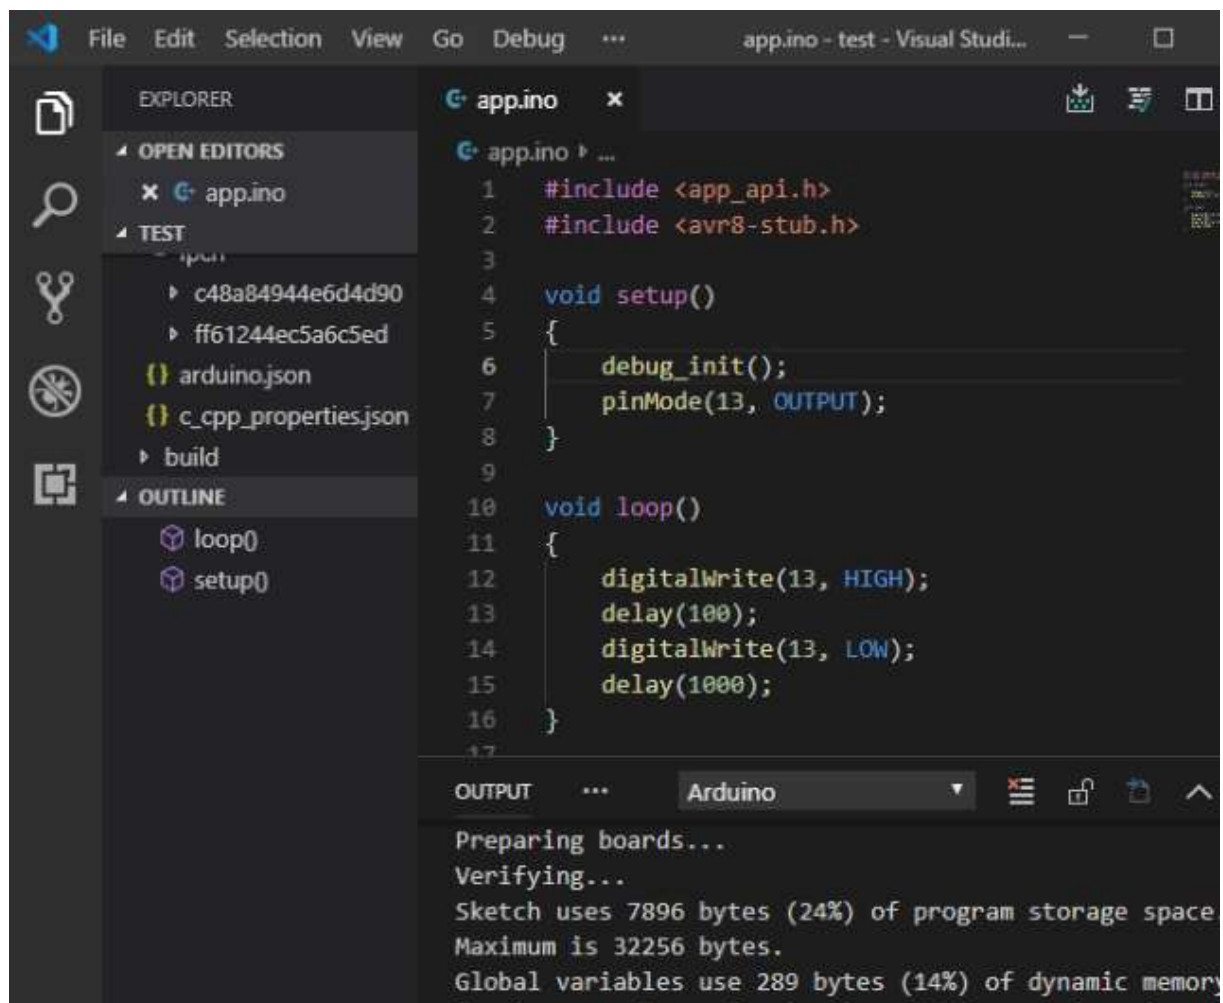 File Edit Selection View Go Debug ··· app.ino - test - Visual Studi...
EXPLORER
OPEN EDITORS
app.ino
TEST
c48a84944e6d4d90
ff61244ec5a6c5ed
{} arduino.json
{} c_cpp_properties.json
build
OUTLINE
loop()
setup()
app.ino
app.ino ...
1 #include <app_api.h>
2 #include <avr8-stub.h>
3
4 void setup()
5 {
6 debug_init();
7 pinMode(13, OUTPUT);
8 }
9
10 void loop()
11 {
12 digitalWrite(13, HIGH);
13 delay(100);
14 digitalWrite(13, LOW);
15 delay(1000);
16 }
17
OUTPUT ··· Arduino
Preparing boards...
Verifying...
Sketch uses 7896 bytes (24%) of program storage space.
Maximum is 32256 bytes.
Global variables use 289 bytes (14%) of dynamic memory